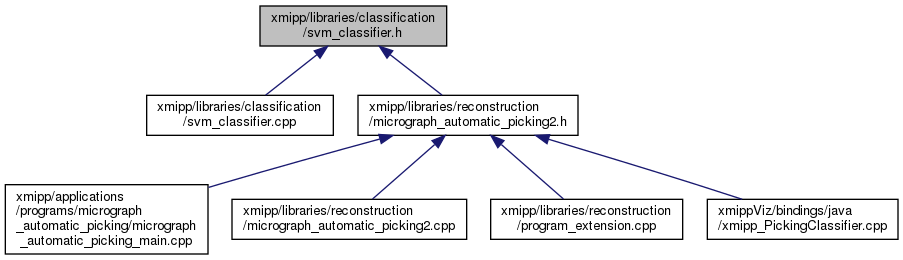 xmipp/libraries/classification
/svm_classifier.h
xmipp/libraries/classification
/svm_classifier.cpp
xmipp/libraries/reconstruction
/micrograph_automatic_picking2.h
xmipp/applications
/programs/micrograph
_automatic_picking/micrograph
_automatic_picking_main.cpp
xmipp/libraries/reconstruction
/micrograph_automatic_picking2.cpp
xmipp/libraries/reconstruction
/program_extension.cpp
xmippViz/bindings/java
/xmipp_PickingClassifier.cpp